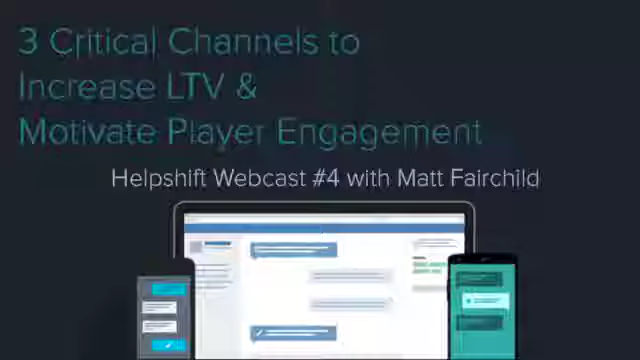 3 Critical Channels to
Increase LTV &
Motivate Player Engagement
Helpshift Webcast #4 with Matt Fairchild